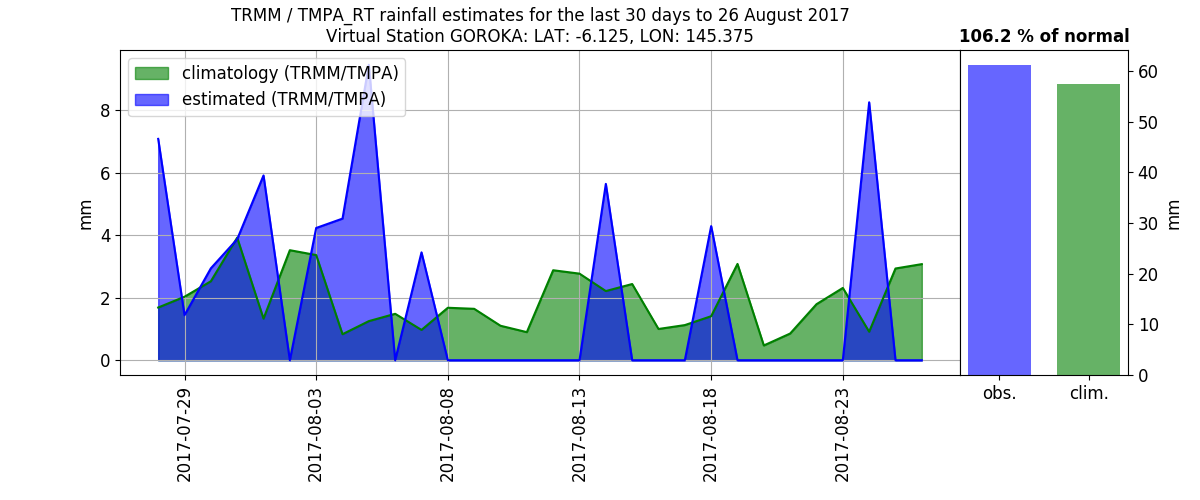 TRMM / TMPA_RT rainfall estimates for the last 30 days to 26 August 2017
Virtual Station GOROKA: LAT: -6.125, LON: 145.375
106.2 % of normal
climatology (TRMM/TMPA)
estimated (TRMM/TMPA)
mm
8
6
4
2
0
2017-07-29
2017-08-03
2017-08-08
2017-08-13
2017-08-18
2017-08-23
60
50
40
30
20
10
0
mm
obs.
clim.